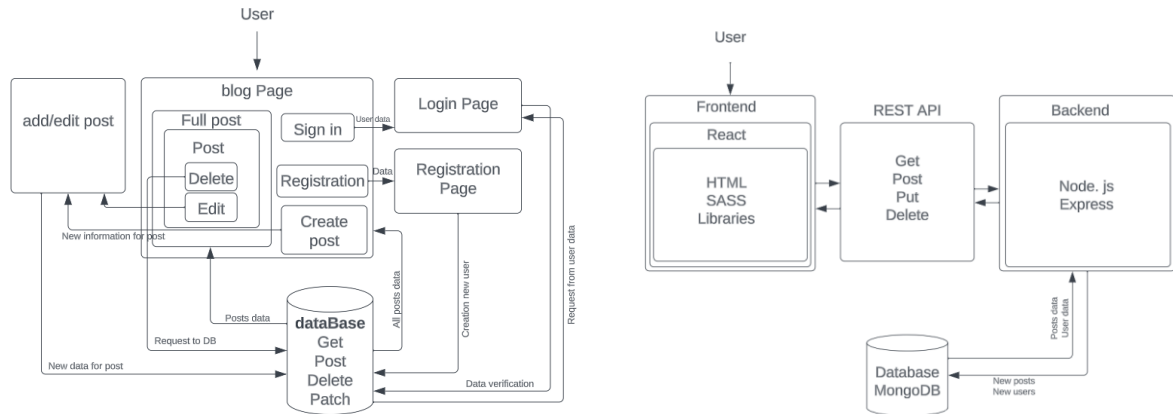 User
blog Page
add/edit post
Full post
Post
Delete
Edit
Sign in
User data
Login Page
Registration
Data
Registration
Page
Create
post
New information for post
Posts data
All posts data
Creation new user
Request from user data
Request to DB
New data for post
Data verification
dataBase
Get
Post
Delete
Patch
User
Frontend
React
HTML
SASS
Libraries
REST API
Get
Post
Put
Delete
Backend
Node. js
Express
Posts data
User data
Database
MongoDB
New posts
New users